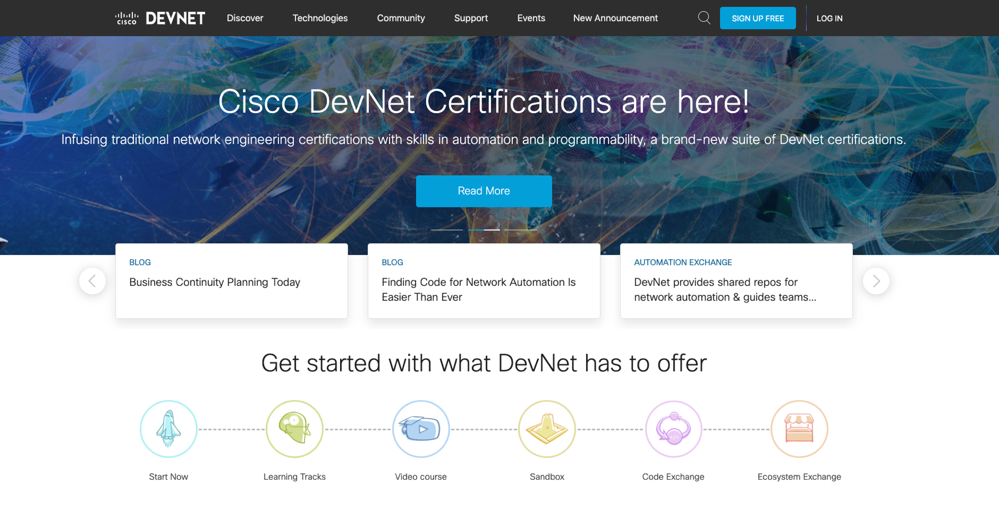 CISCO DEVNET Discover Technologies Community Support Events New Announcement SIGN UP FREE LOG IN
Cisco DevNet Certifications are here!
Infusing traditional network engineering certifications with skills in automation and programmability, a brand-new suite of DevNet certifications.
Read More
BLOG
Business Continuity Planning Today
BLOG
Finding Code for Network Automation Is
Easier Than Ever
AUTOMATION EXCHANGE
DevNet provides shared repos for
network automation & guides teams...
Get started with what DevNet has to offer
</>
Start Now
Learning Tracks
Video course
Sandbox
Code Exchange
Ecosystem Exchange